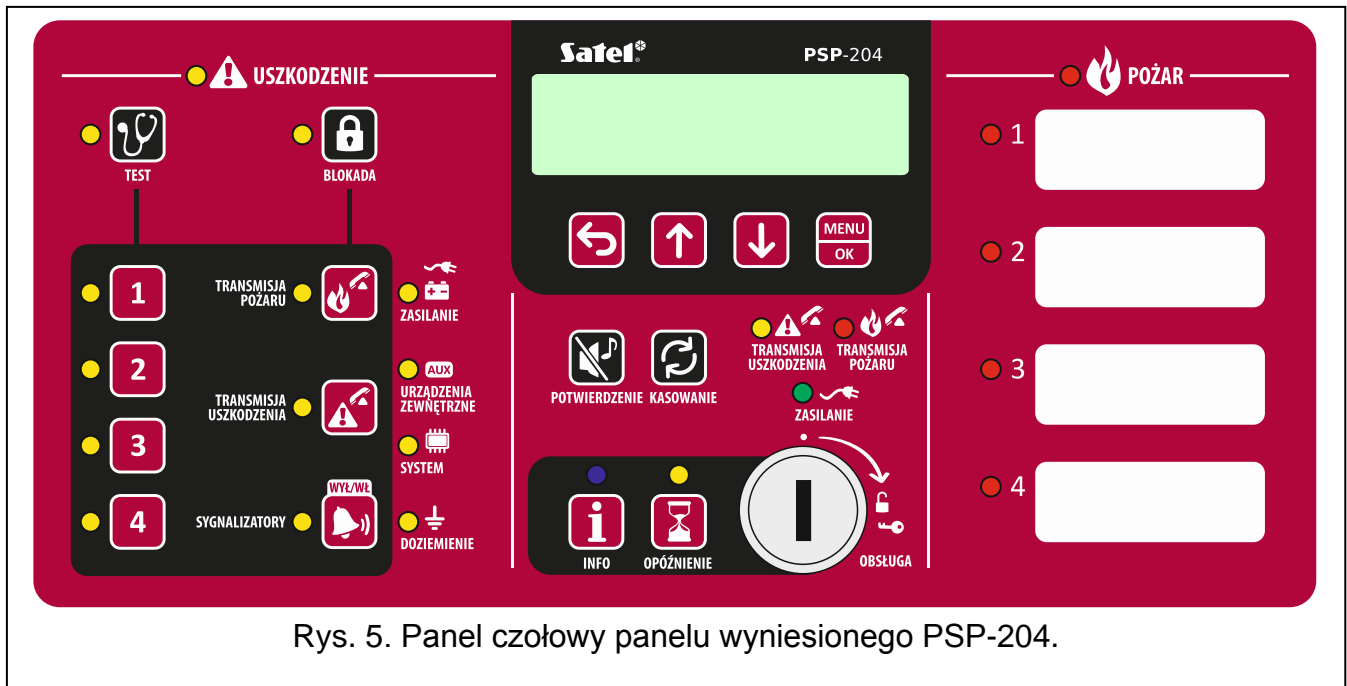 USZKODZENIE
TEST
BLOKADA
1
2
3
4
TRANSMISJA
POŻARU
TRANSMISJA
USZKODZENIA
WYŁ/WŁ
SYGNALIZATORY
ZASILANIE
AUX
URZĄDZENIA
ZEWNĘTRZNE
SYSTEM
DOZIEMIENIE
Satel®
PSP-204
MENU
OK
POTWIERDZENIE
KASOWANIE
TRANSMISJA
USZKODZENIA
TRANSMISJA
POŻARU
ZASILANIE
i
INFO
OPÓŹNIENIE
OBSŁUGA
POŻAR
1
2
3
4
Rys. 5. Panel czołowy panelu wyniesionego PSP-204.